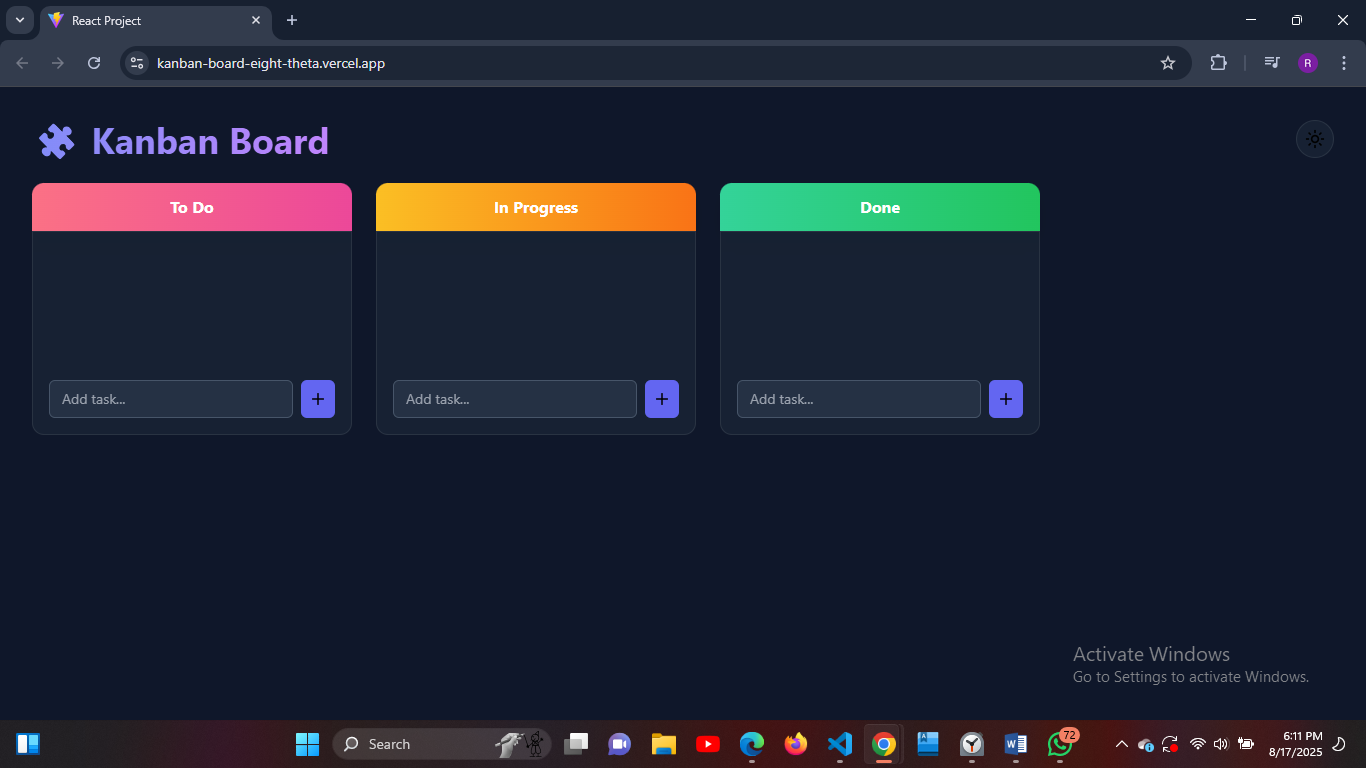 React Project
kanban-board-eight-theta.vercel.app
R
Kanban Board
To Do
In Progress
Done
Add task...
Add task...
Add task...
Activate Windows
Go to Settings to activate Windows.
Search
72
6:11 PM
8/17/2025